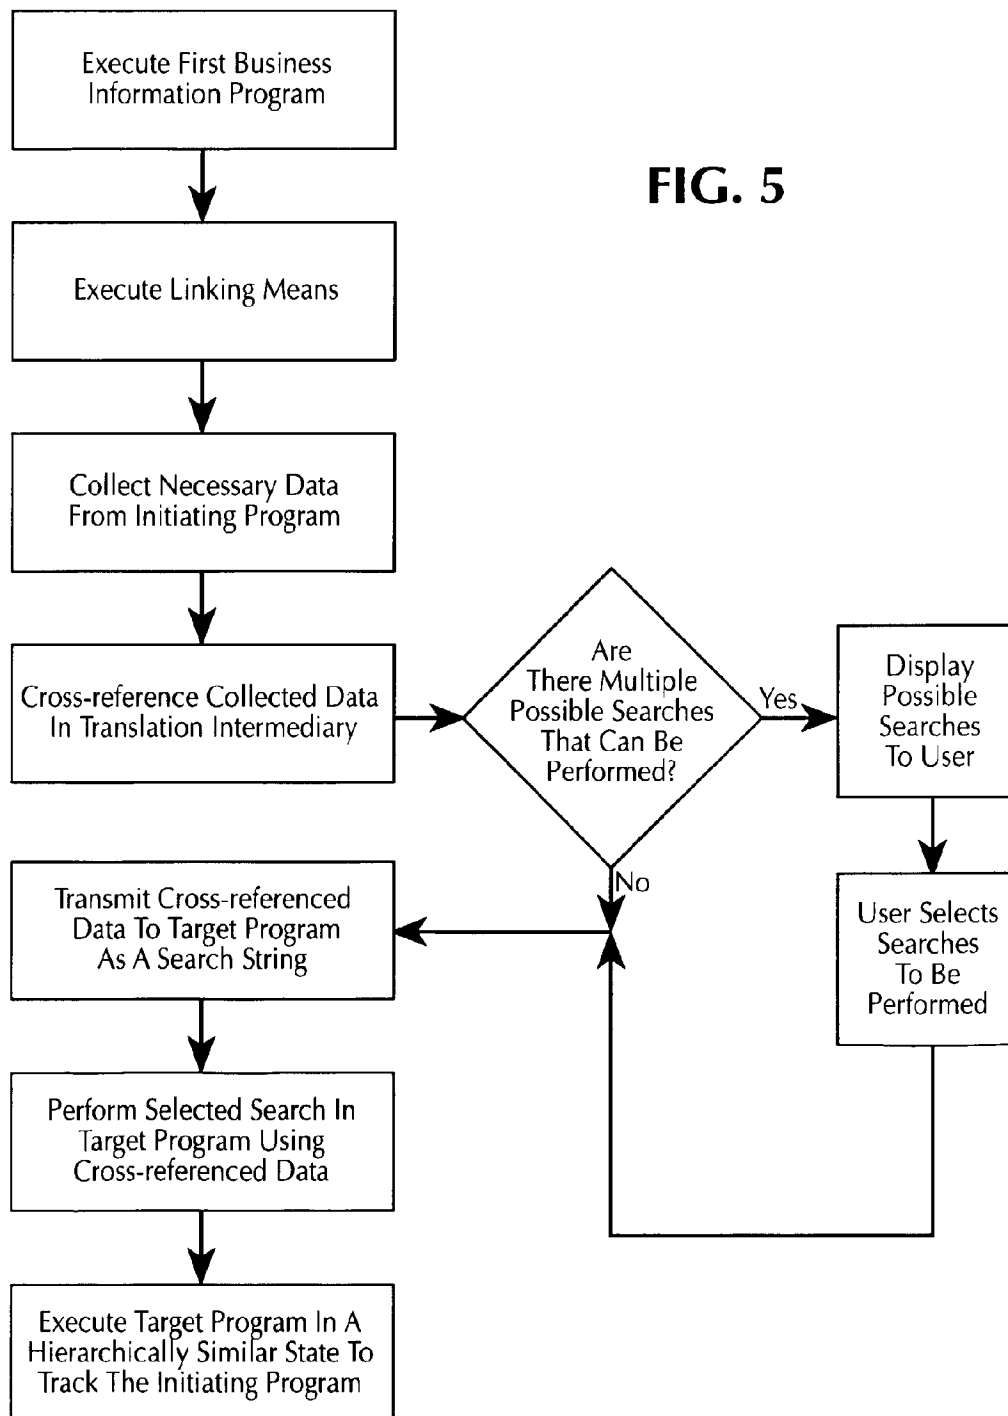 Execute First Business
Information Program
FIG. 5
Execute Linking Means
Collect Necessary Data
From Initiating Program
Cross-reference Collected Data
In Translation Intermediary
Are
There Multiple
Possible Searches
That Can Be
Performed?
Yes
Display
Possible
Searches
To User
No
User Selects
Searches
To Be
Performed
Transmit Cross-referenced
Data To Target Program
As A Search String
Perform Selected Search In
Target Program Using
Cross-referenced Data
Execute Target Program In A
Hierarchically Similar State To
Track The Initiating Program